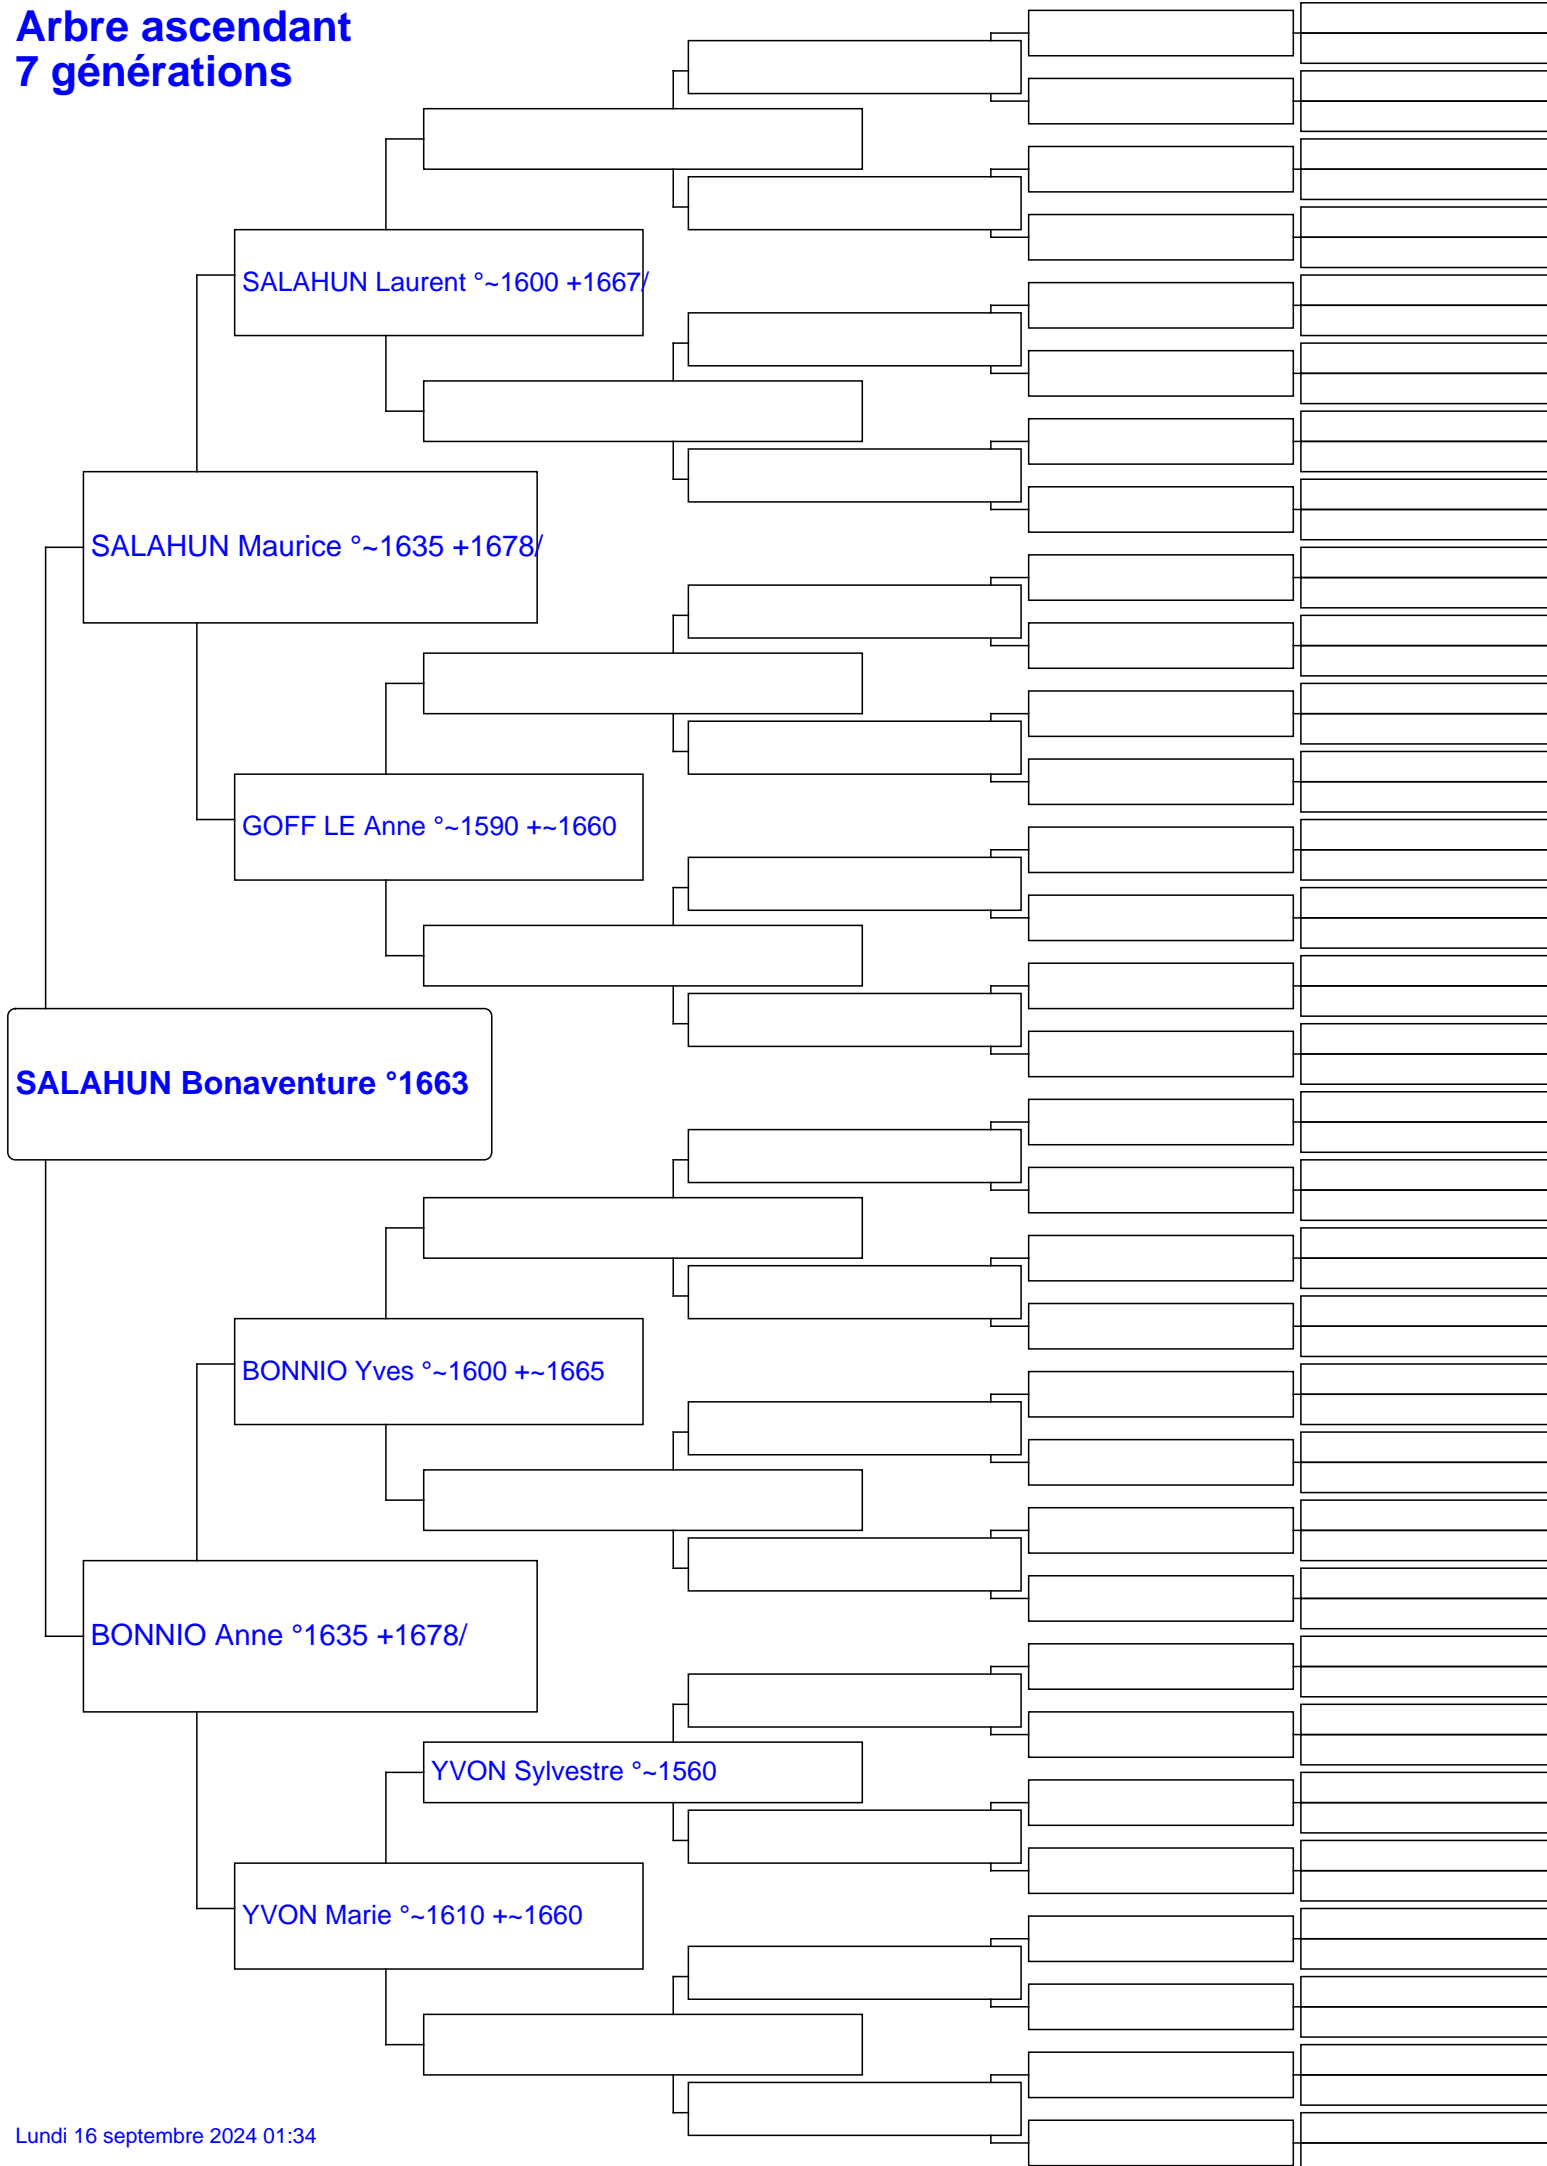 Arbre ascendant
7 générations
SALAHUN Laurent °~1600 +1667/
SALAHUN Maurice °~1635 +1678/
GOFF LE Anne °~1590 +~1660
SALAHUN Bonaventure °1663
BONNIO Yves °~1600 +~1665
BONNIO Anne °1635 +1678/
YVON Sylvestre °~1560
YVON Marie °~1610 +~1660
Lundi 16 septembre 2024 01:34